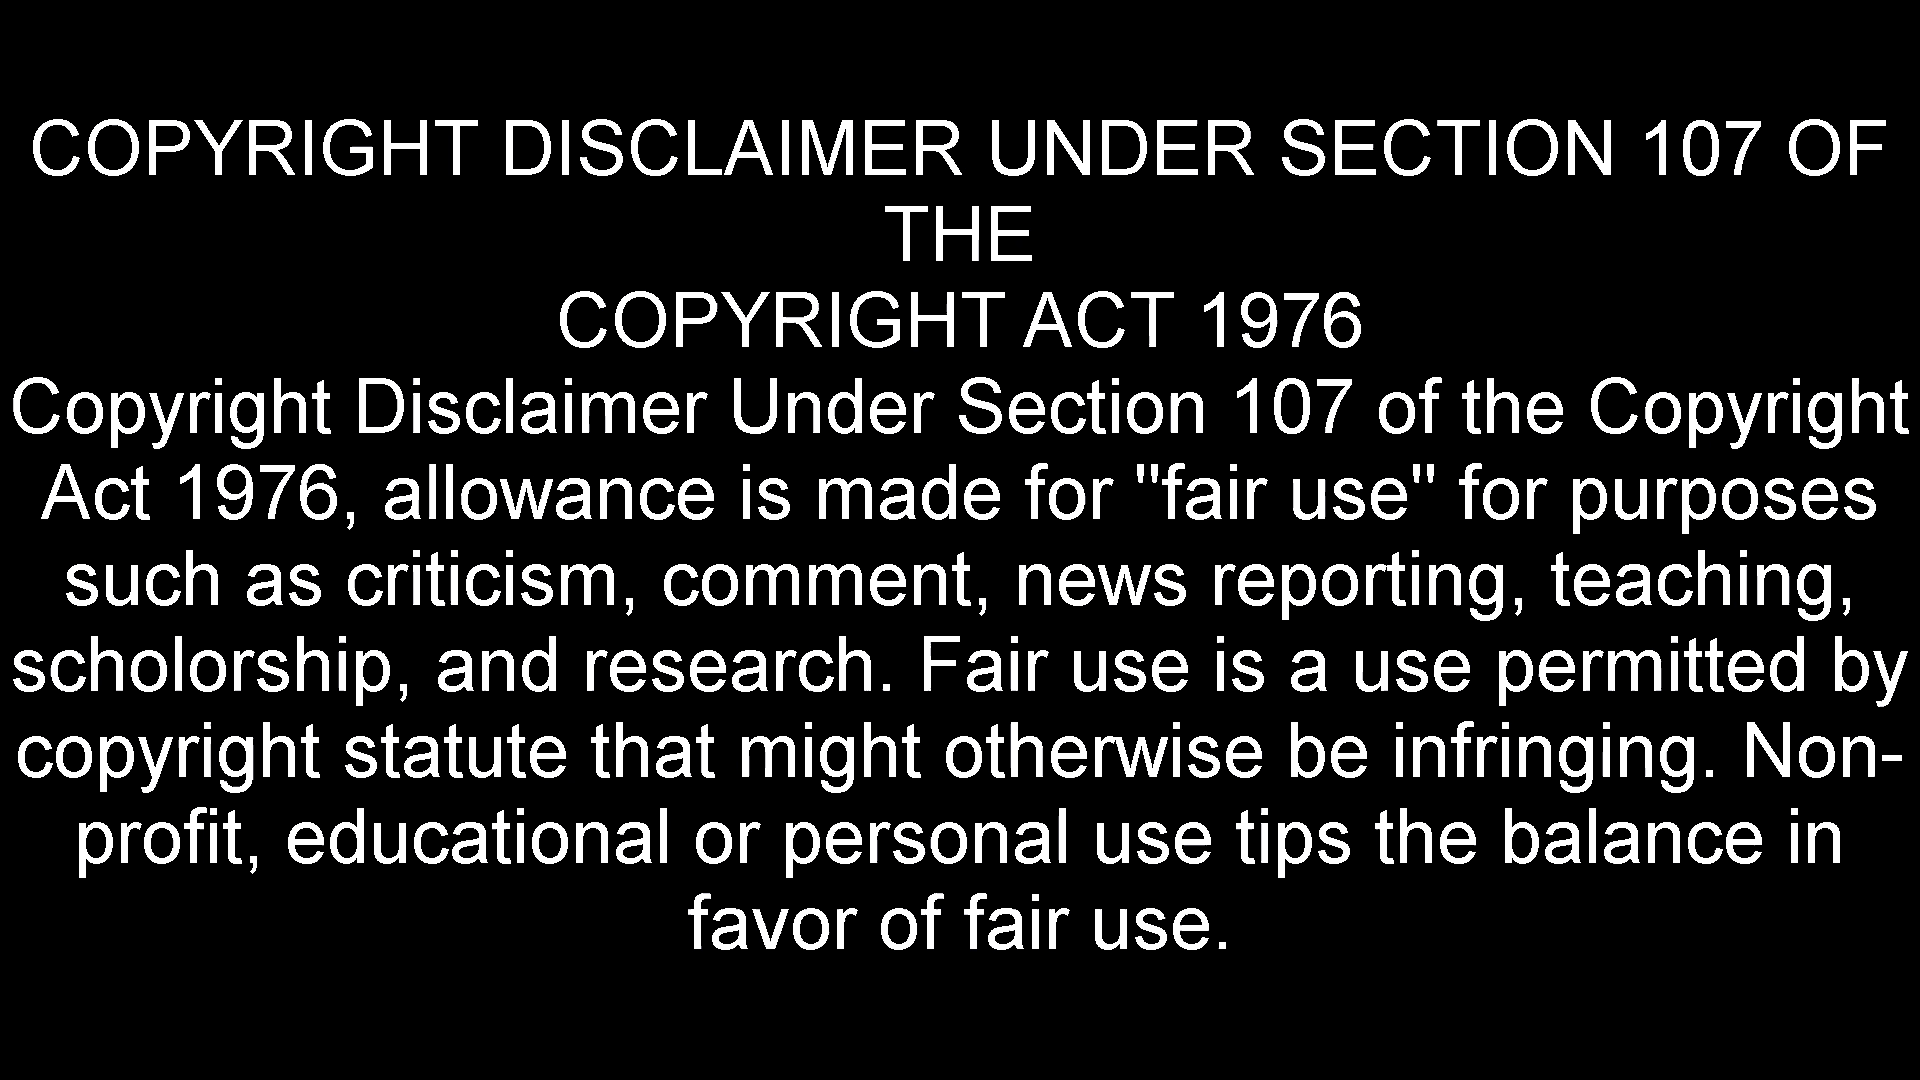 COPYRIGHT DISCLAIMER UNDER SECTION 107 OF
THE
COPYRIGHT ACT 1976
Copyright Disclaimer Under Section 107 of the Copyright
Act 1976, allowance is made for "fair use" for purposes
such as criticism, comment, news reporting, teaching,
scholorship, and research. Fair use is a use permitted by
copyright statute that might otherwise be infringing. Non-
profit, educational or personal use tips the balance in
favor of fair use.